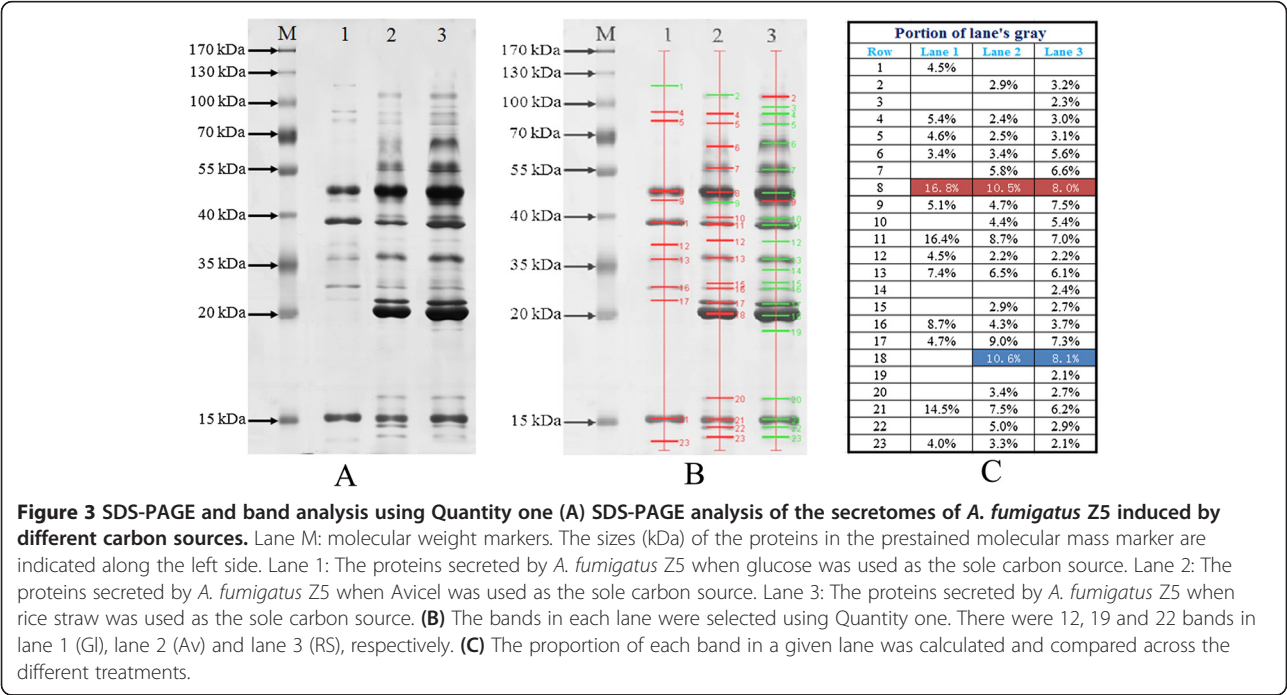 M 1 2 3
170 kDa
130 kDa
100 kDa
70 kDa
55 kDa
40 kDa
35 kDa
20 kDa
15 kDa
A
M 1 2 3
170 kDa
130 kDa
100 kDa
70 kDa
55 kDa
40 kDa
35 kDa
20 kDa
15 kDa
B
Portion of lane's gray
Row Lane 1 Lane 2 Lane 3
1 4.5%
2 2.9% 3.2%
3 2.3%
4 5.4% 2.4% 3.0%
5 4.6% 2.5% 3.1%
6 3.4% 3.4% 5.6%
7 5.8% 6.6%
8 16.8% 10.5% 8.0%
9 5.1% 4.7% 7.5%
10 4.4% 5.4%
11 16.4% 8.7% 7.0%
12 4.5% 2.2% 2.2%
13 7.4% 6.5% 6.1%
14 2.4%
15 2.9% 2.7%
16 8.7% 4.3% 3.7%
17 4.7% 9.0% 7.3%
18 10.6% 8.1%
19 2.1%
20 3.4% 2.7%
21 14.5% 7.5% 6.2%
22 5.0% 2.9%
23 4.0% 3.3% 2.1%
C
Figure 3 SDS-PAGE and band analysis using Quantity one (A) SDS-PAGE analysis of the secretomes of A. fumigatus Z5 induced by
different carbon sources. Lane M: molecular weight markers. The sizes (kDa) of the proteins in the prestained molecular mass marker are
indicated along the left side. Lane 1: The proteins secreted by A. fumigatus Z5 when glucose was used as the sole carbon source. Lane 2: The
proteins secreted by A. fumigatus Z5 when Avicel was used as the sole carbon source. Lane 3: The proteins secreted by A. fumigatus Z5 when
rice straw was used as the sole carbon source. (B) The bands in each lane were selected using Quantity one. There were 12, 19 and 22 bands in
lane 1 (Gl), lane 2 (Av) and lane 3 (RS), respectively. (C) The proportion of each band in a given lane was calculated and compared across the
different treatments.